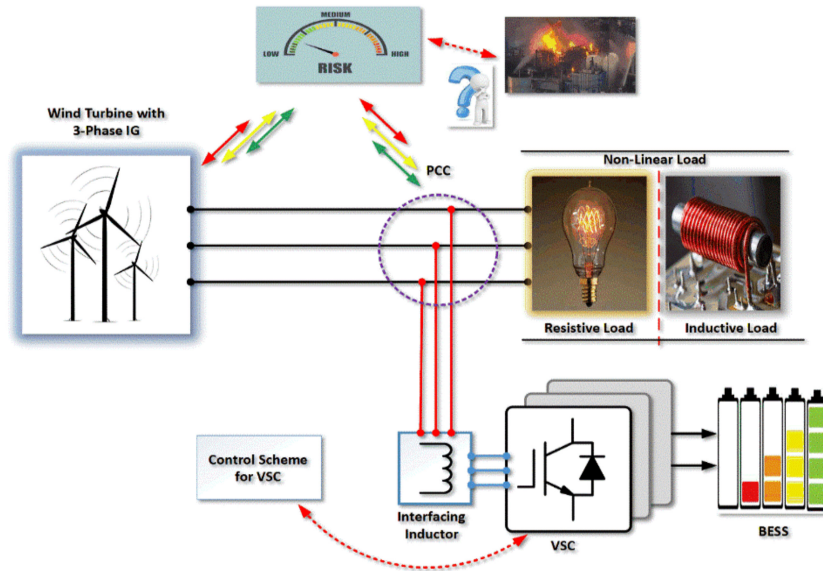 MEDIUM
LOW
HIGH
RISK
Wind Turbine with
3-Phase IG
PCC
Non-Linear Load
Resistive Load
Inductive Load
Control Scheme
for VSC
Interfacing
Inductor
VSC
BESS